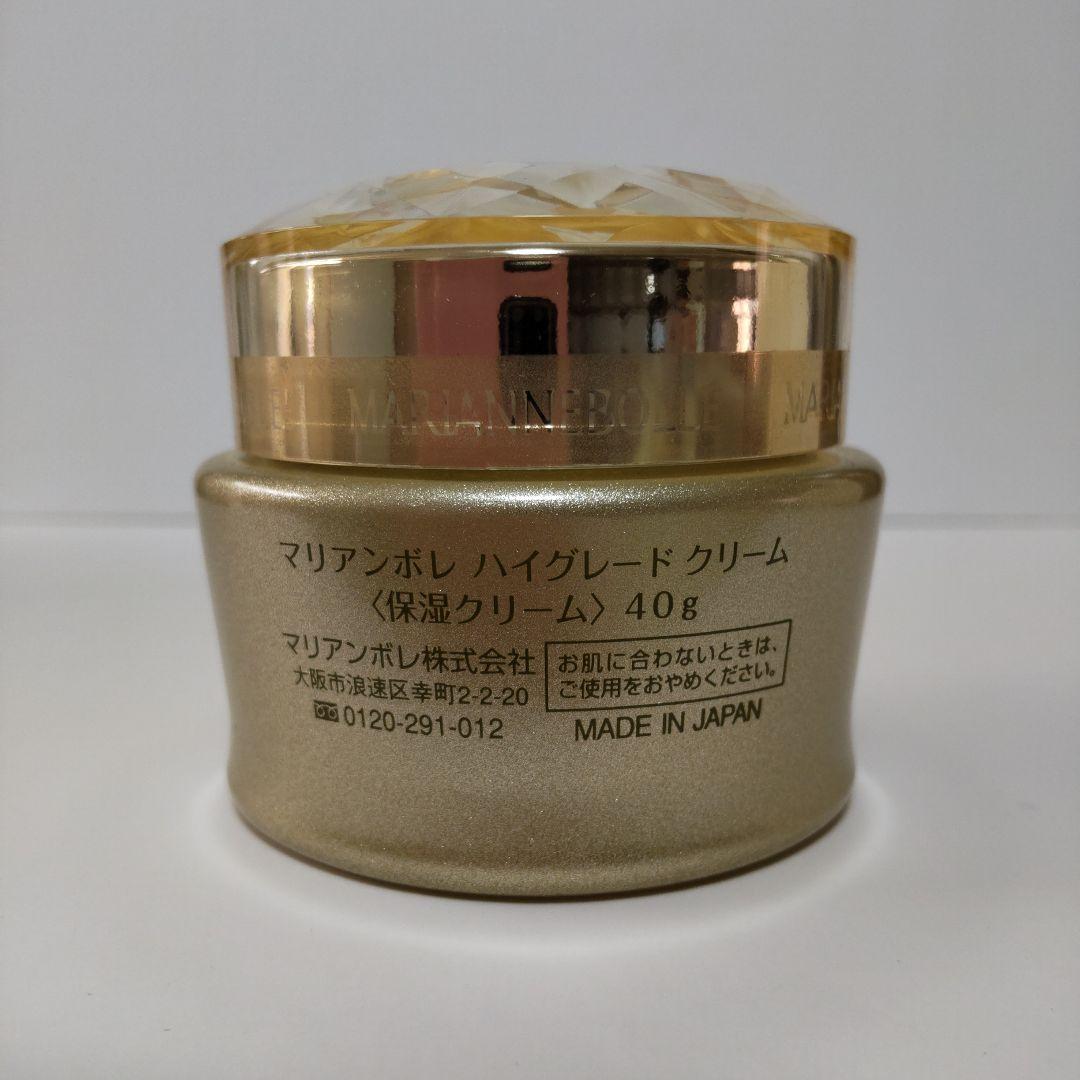 MARIANNEBOLLE
マリアンボレ ハイグレード クリーム
〈保湿クリーム〉 40g
マリアンボレ株式会社
大阪市浪速区幸町2-2-20
0120-291-012
お肌に合わないときは、
ご使用をおやめください。
MADE IN JAPAN